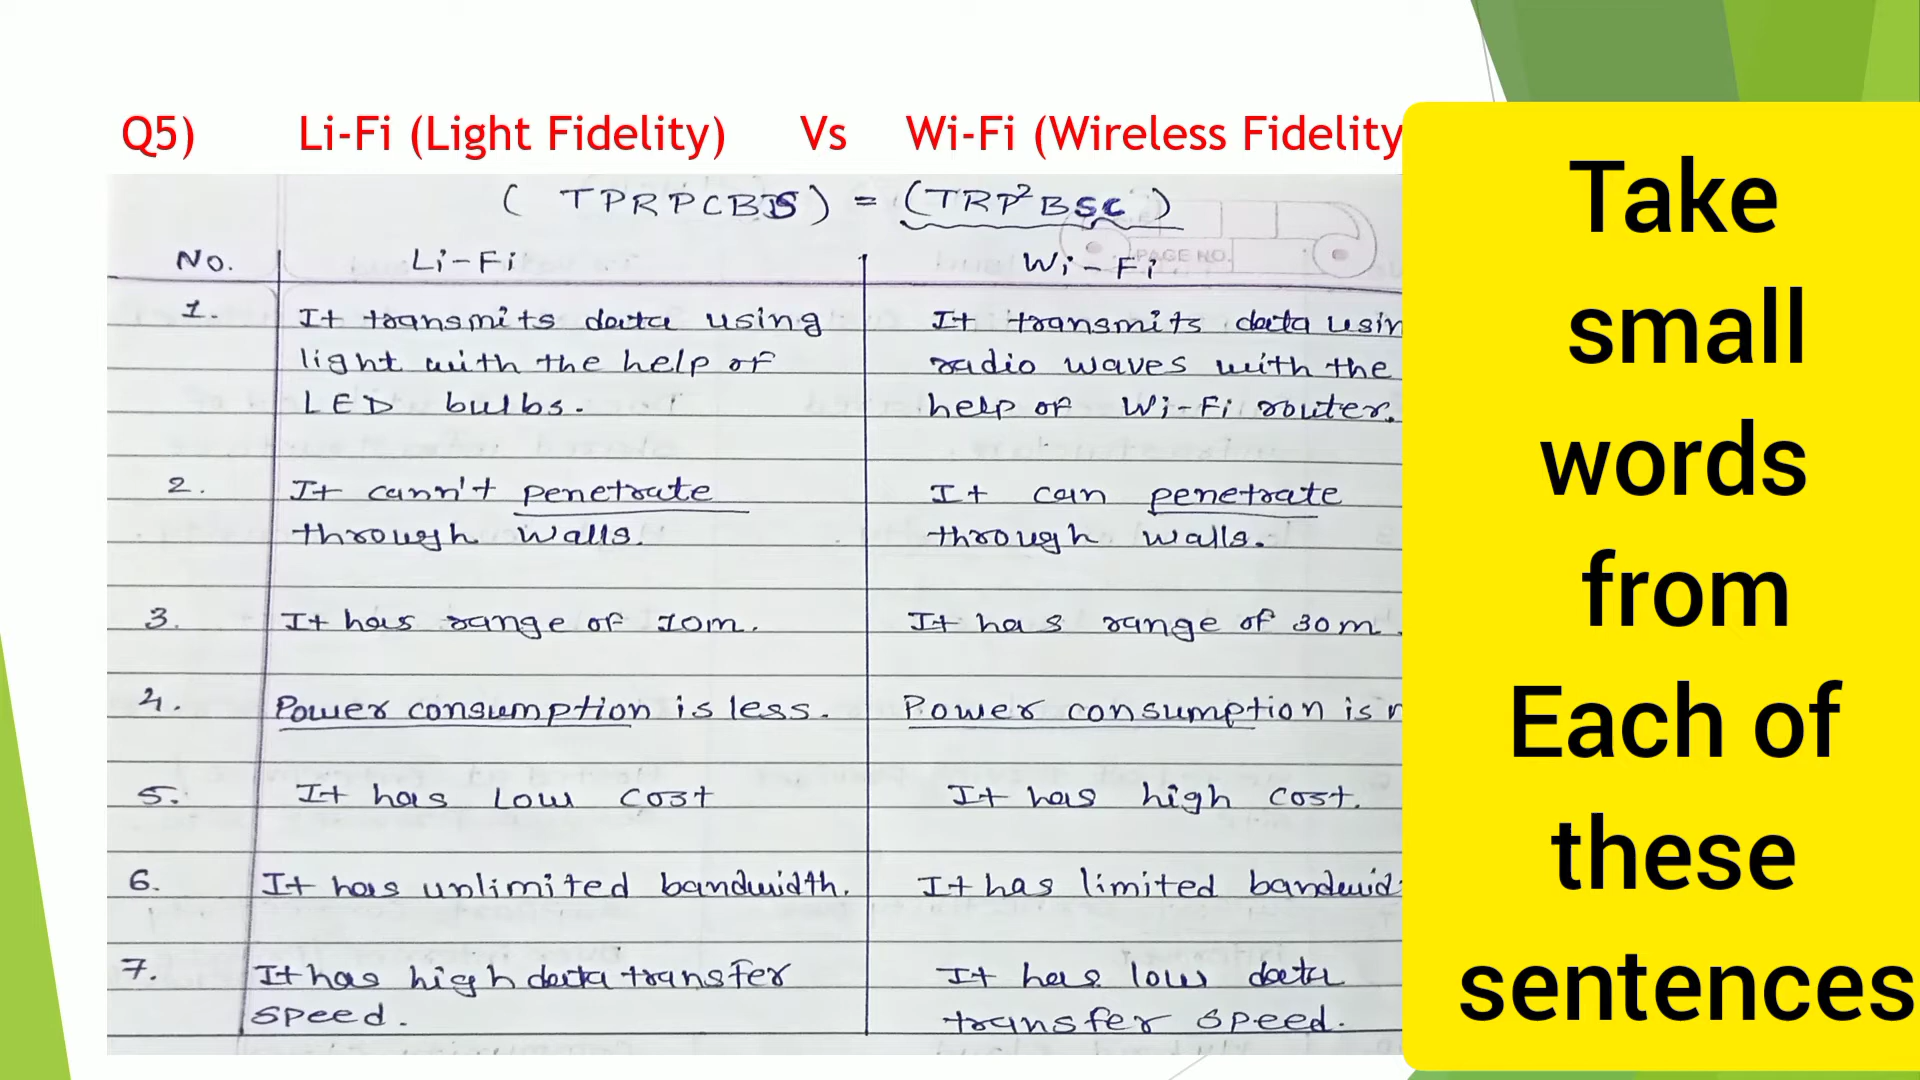 Q5) Li-Fi (Light Fidelity) Vs Wi-Fi (Wireless Fidelity
( TPRPCBDS ) = (TRP²BSC )
PAGE NO.
No. Li-Fi Wi-Fi
1. It transmits data using It transmits data usin
light with the help of radio waves with the
LED bulbs. help of Wi-Fi router.
2. It cann't penetrate It can penetrate
through walls. through walls.
3. It has range of 10m. It has range of 30m.
4. Power consumption is less. Power consumption is
5. It has Low cost It has high cost.
6. It has unlimited bandwidth. It has limited bandwid
7. It has high data transfer It has low data
speed. transfer speed.
Take
small
words
from
Each of
these
sentences